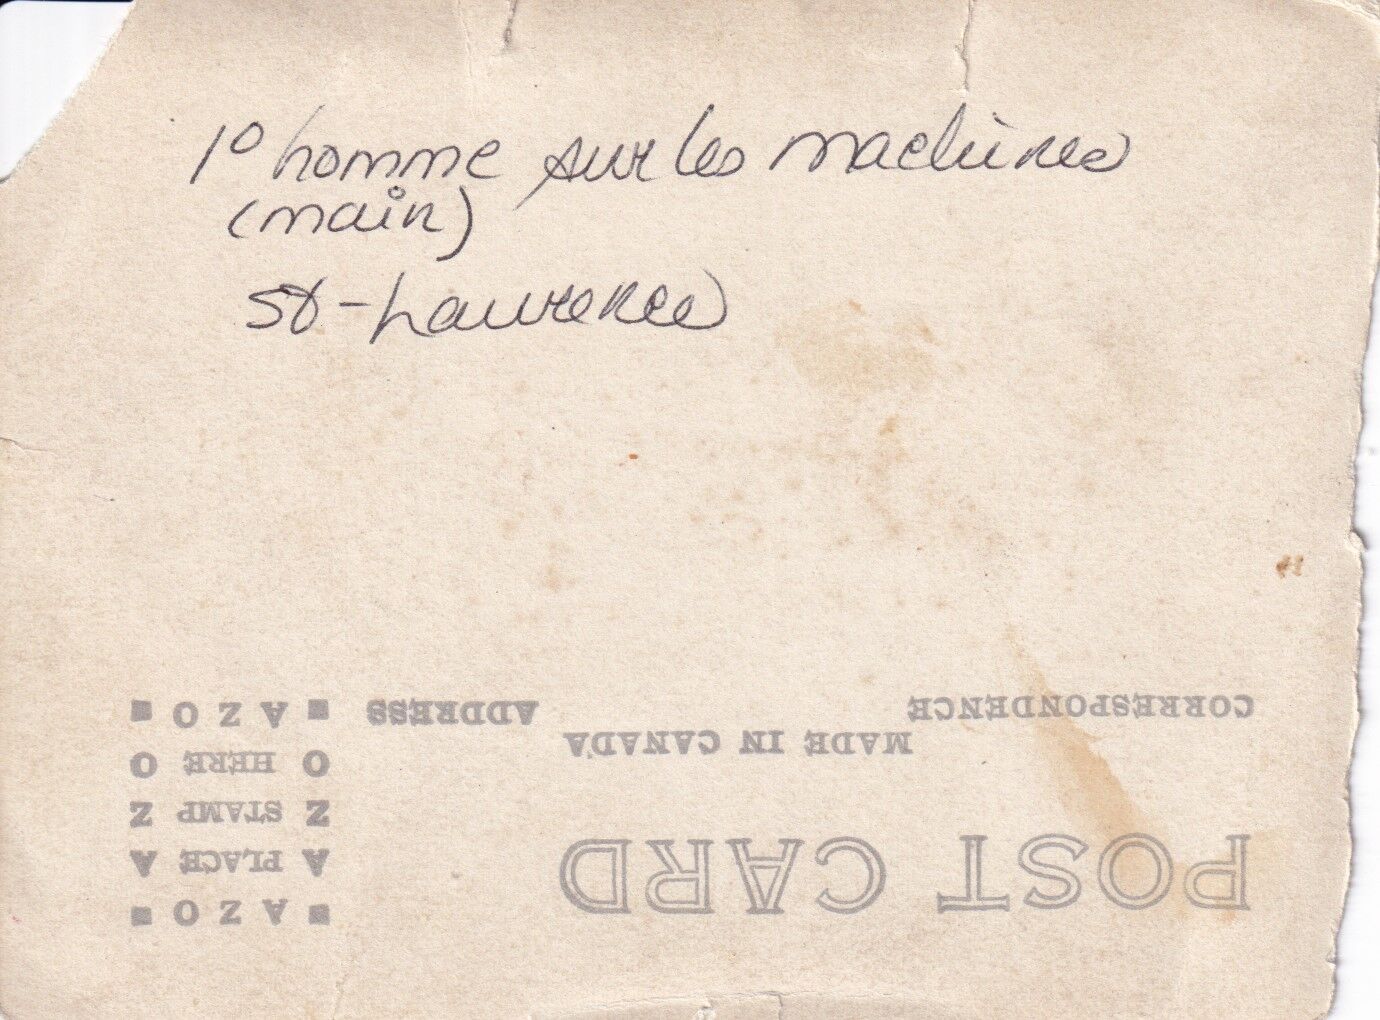 1º homme sur les machines
(main)
St-Laurence
CORRESPONDENCE
ADDRESS
MADE IN CANADA
POST CARD
AZO
O HERE O
Z STAMP Z
A PLACE A
AZO